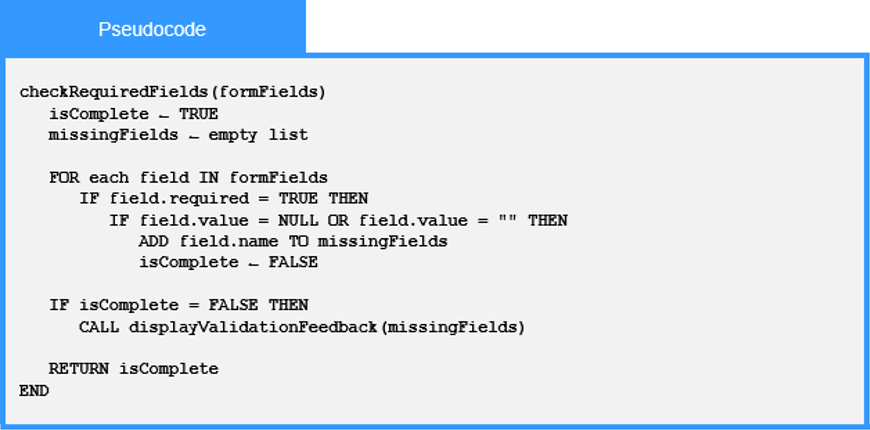 Pseudocode
checkRequiredFields(formFields)
isComplete ← TRUE
missingFields ← empty list
FOR each field IN formFields
IF field.required = TRUE THEN
IF field.value = NULL OR field.value = "" THEN
ADD field.name TO missingFields
isComplete ← FALSE
IF isComplete = FALSE THEN
CALL displayValidationFeedback(missingFields)
RETURN isComplete
END